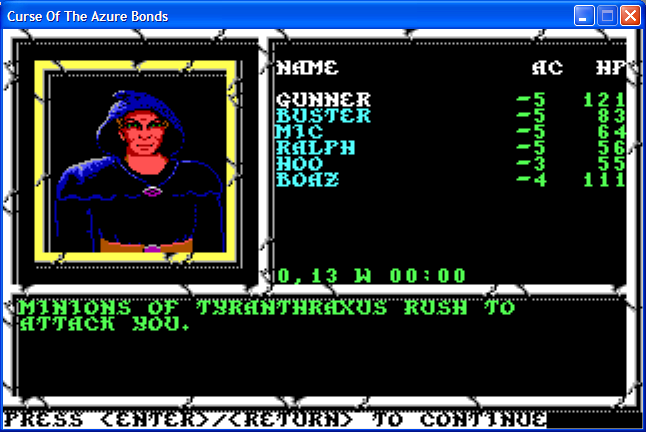 Curse Of The Azure Bonds
NAME AC HP
GUNNER -5 121
BUSTER -5 83
MIC -5 64
RALPH -5 56
HOO -3 55
BOAZ -4 111
0,13 W 00:00
MINIONS OF TYRANTHRAXUS RUSH TO
ATTACK YOU.
PRESS <ENTER>/<RETURN> TO CONTINUE